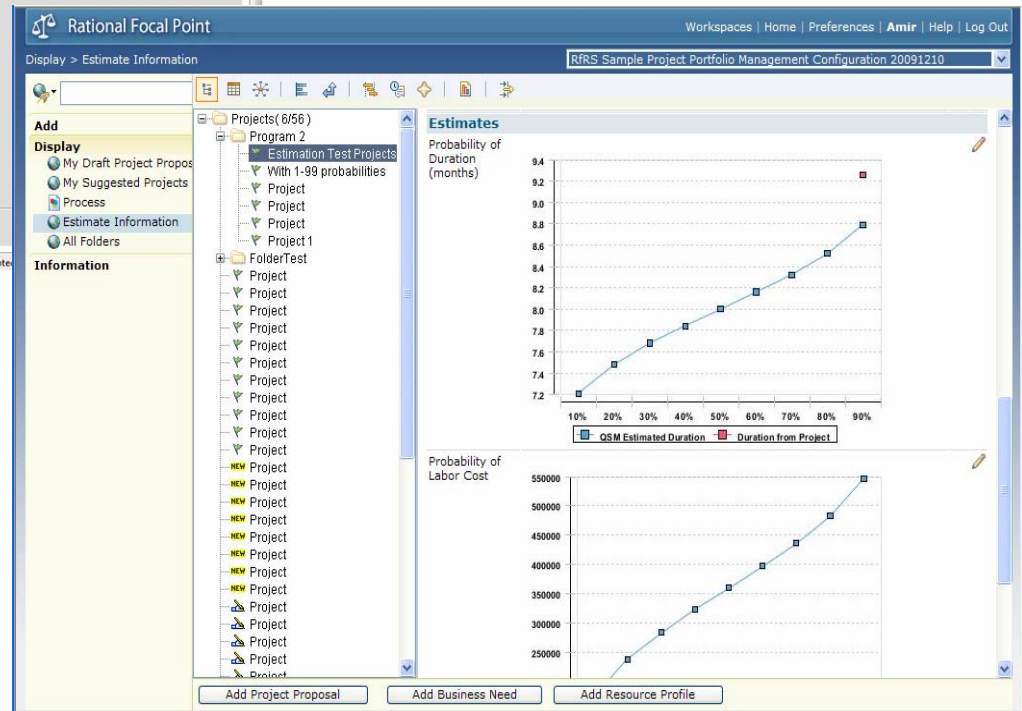 Rational Focal Point
Workspaces | Home | Preferences | Amir | Help | Log Out
Display > Estimate Information
RfRS Sample Project Portfolio Management Configuration 20091210
Add
Display
My Draft Project Propos
My Suggested Projects
Process
Estimate Information
All Folders
Information
Projects( 6/56 )
Program 2
Estimation Test Projects
With 1-99 probabilities
Project
Project
Project
Project 1
FolderTest
Project
Project
Project
Project
Project
Project
Project
Project
Project
Project
Project
NEW Project
NEW Project
NEW Project
NEW Project
NEW Project
NEW Project
NEW Project
NEW Project
Project
Project
Project
Project
Project
Estimates
Probability of
Duration
(months)
9.4
9.2
9.0
8.8
8.6
8.4
8.2
8.0
7.8
7.6
7.4
7.2
10% 20% 30% 40% 50% 60% 70% 80% 90%
QSM Estimated Duration Duration from Project
Probability of
Labor Cost
550000
500000
450000
400000
350000
300000
250000
Add Project Proposal
Add Business Need
Add Resource Profile